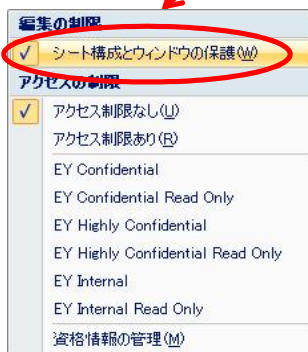 編集の制限
シート構成とウィンドウの保護(W)
アクセスの制限
アクセス制限なし(U)
アクセス制限あり(R)
EY Confidential
EY Confidential Read Only
EY Highly Confidential
EY Highly Confidential Read Only
EY Internal
EY Internal Read Only
資格情報の管理(M)